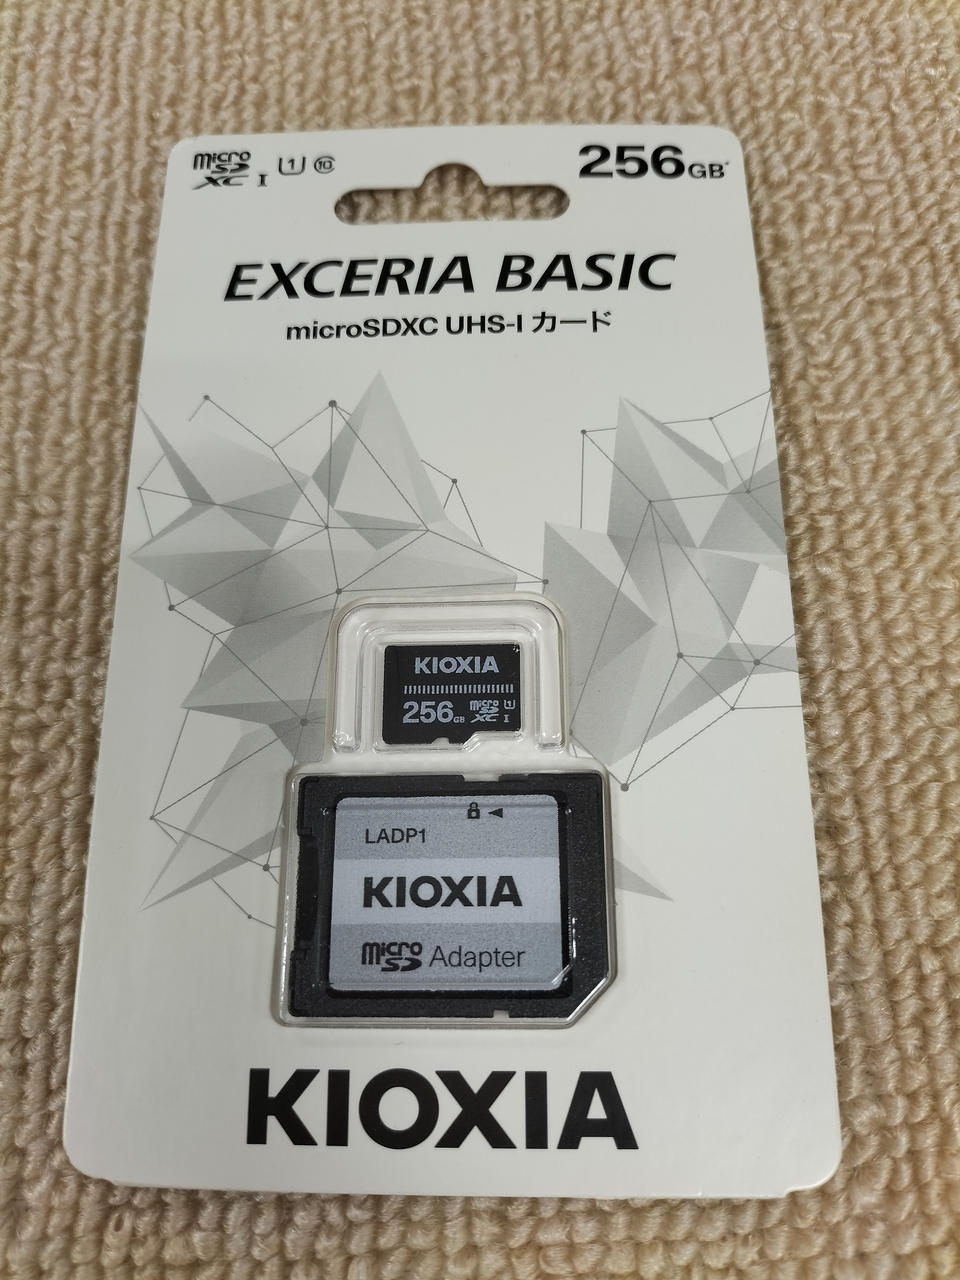 micro SD XC I U1 10
256GB*
EXCERIA BASIC
microSDXC UHS-I カード
KIOXIA
256GB micro SD XC I U1
LADP1
KIOXIA
micro SD Adapter
KIOXIA